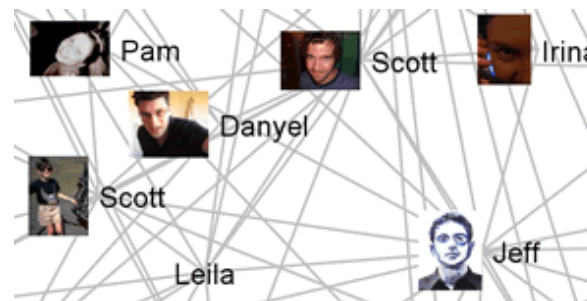 Pam
Scott
Irina
Danyel
Scott
Jeff
Leila